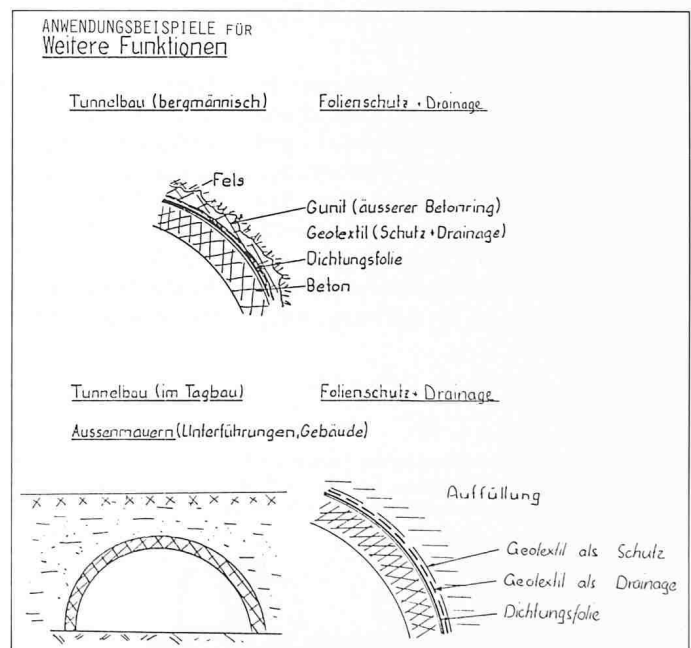 ANWENDUNGSBEISPIELE FÜR
Weitere Funktionen
Tunnelbau (bergmännisch) Folienschutz + Drainage
Fels
Gunit (äusserer Betonring)
Geotextil (Schutz + Drainage)
Dichtungsfolie
Beton
Tunnelbau (im Tagbau) Folienschutz + Drainage
Aussenmauern (Unterführungen, Gebäude)
Auffüllung
Geotextil als Schutz
Geotextil als Drainage
Dichtungsfolie